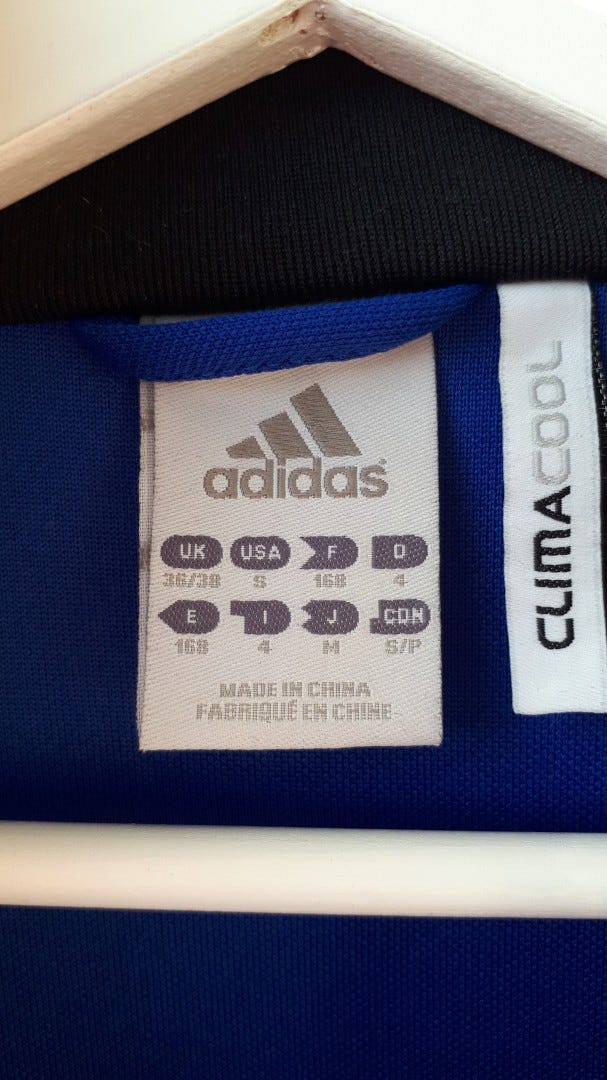 adidas
UK USA F D
36/38 S 168 4
E I J CDN
168 4 M S/P
MADE IN CHINA
FABRIQUÉ EN CHINE
CLIMACOOL